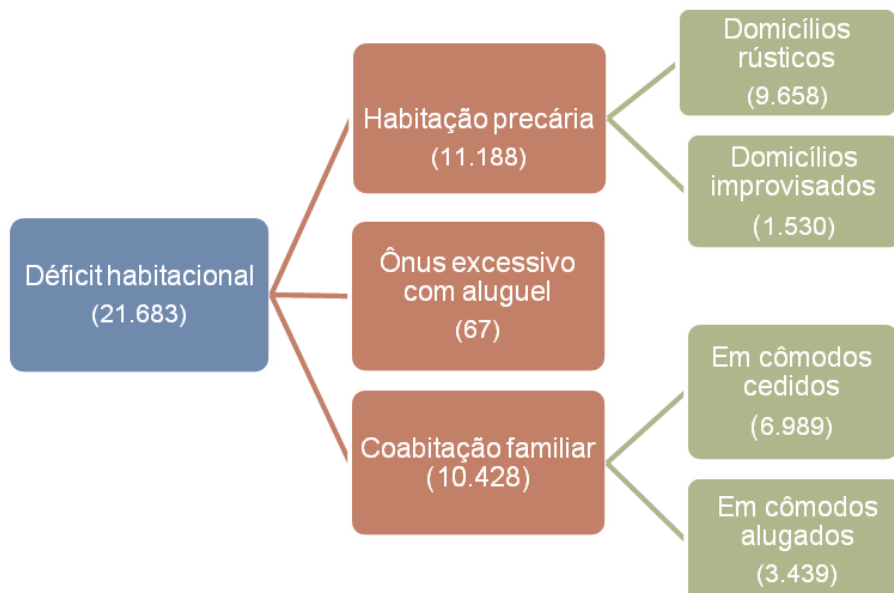 Déficit habitacional
(21.683)
Habitação precária
(11.188)
Ônus excessivo
com aluguel
(67)
Coabitação familiar
(10.428)
Domicílios
rústicos
(9.658)
Domicílios
improvisados
(1.530)
Em cômodos
cedidos
(6.989)
Em cômodos
alugados
(3.439)